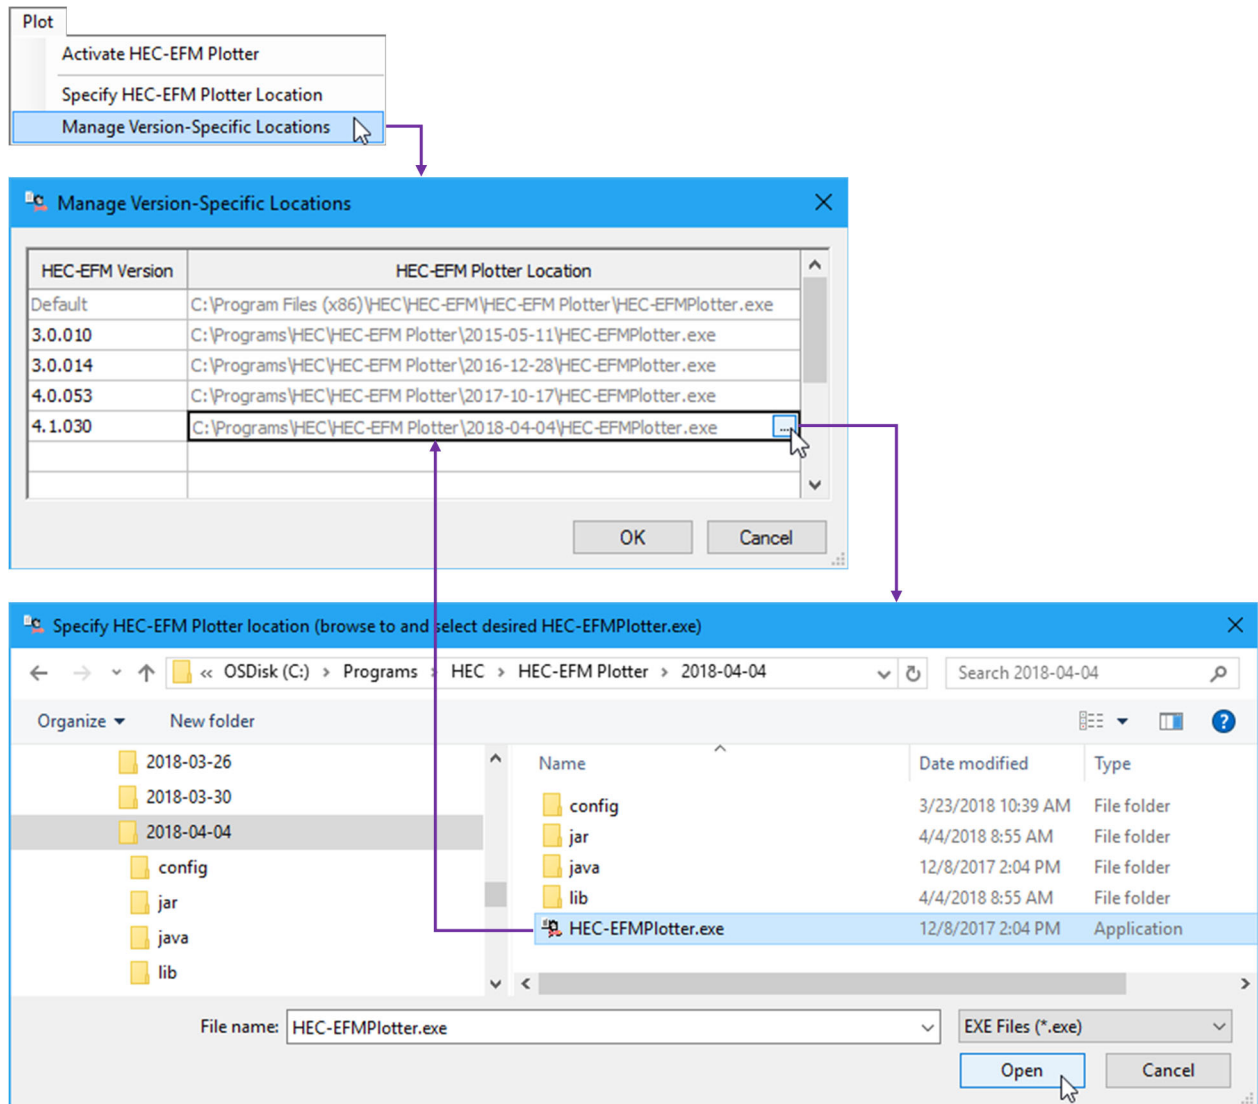 Plot
Activate HEC-EFM Plotter
Specify HEC-EFM Plotter Location
Manage Version-Specific Locations
Manage Version-Specific Locations
HEC-EFM Version HEC-EFM Plotter Location
Default C:\Program Files (x86)\HEC\HEC-EFM\HEC-EFM Plotter\HEC-EFMPlotter.exe
3.0.010 C:\Programs\HEC\HEC-EFM Plotter\2015-05-11\HEC-EFMPlotter.exe
3.0.014 C:\Programs\HEC\HEC-EFM Plotter\2016-12-28\HEC-EFMPlotter.exe
4.0.053 C:\Programs\HEC\HEC-EFM Plotter\2017-10-17\HEC-EFMPlotter.exe
4.1.030 C:\Programs\HEC\HEC-EFM Plotter\2018-04-04\HEC-EFMPlotter.exe ...
OK Cancel
Specify HEC-EFM Plotter location (browse to and select desired HEC-EFMPlotter.exe)
« OSDisk (C:) › Programs › HEC › HEC-EFM Plotter › 2018-04-04 Search 2018-04-04
Organize New folder ?
2018-03-26
2018-03-30
2018-04-04
config
jar
java
lib
Name Date modified Type
config 3/23/2018 10:39 AM File folder
jar 4/4/2018 8:55 AM File folder
java 12/8/2017 2:04 PM File folder
lib 4/4/2018 8:55 AM File folder
HEC-EFMPlotter.exe 12/8/2017 2:04 PM Application
File name: HEC-EFMPlotter.exe EXE Files (*.exe)
Open Cancel